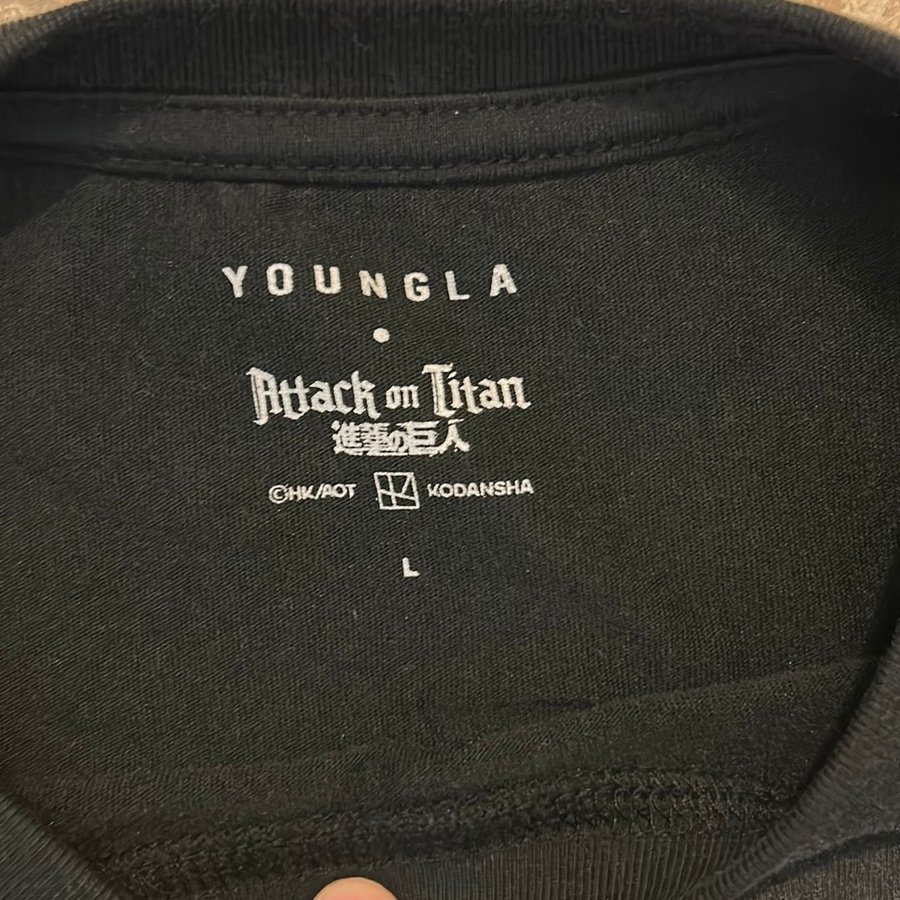 YOUNGLA
Attack on Titan
進撃の巨人
©HK/AOT KODANSHA
L